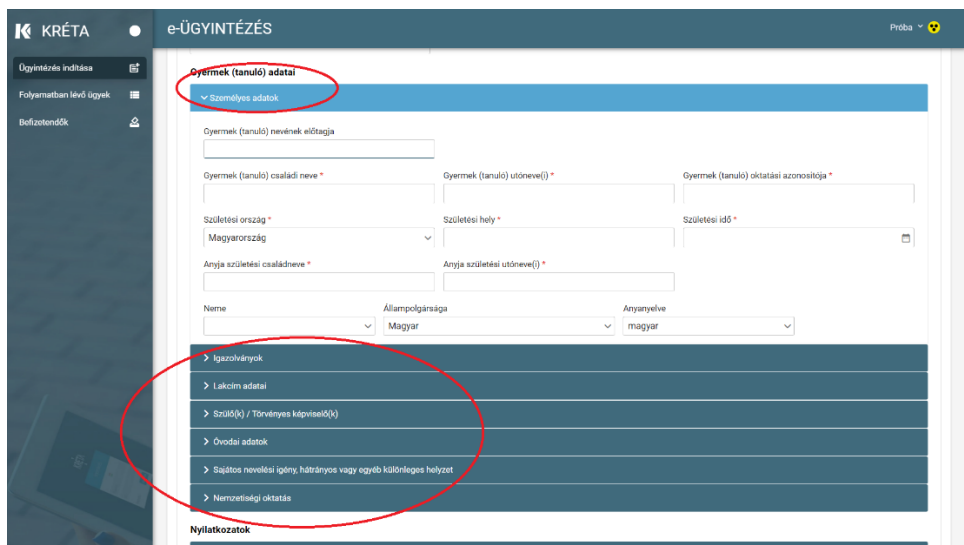 KRÉTA
e-ÜGYINTÉZÉS
Próba
Ügyintézés indítása
Folyamatban lévő ügyek
Befizetendők
Gyermek (tanuló) adatai
Személyes adatok
Gyermek (tanuló) nevének előtagja
Gyermek (tanuló) családi neve * Gyermek (tanuló) utóneve(i) * Gyermek (tanuló) oktatási azonosítója *
Születési ország * Születési hely * Születési idő *
Magyarország
Anyja születési családneve * Anyja születési utóneve(i) *
Neme Állampolgársága Anyanyelve
Magyar magyar
Igazolványok
Lakcím adatai
Szülő(k) / Törvényes képviselő(k)
Óvodai adatok
Sajátos nevelési igény, hátrányos vagy egyéb különleges helyzet
Nemzetiségi oktatás
Nyilatkozatok